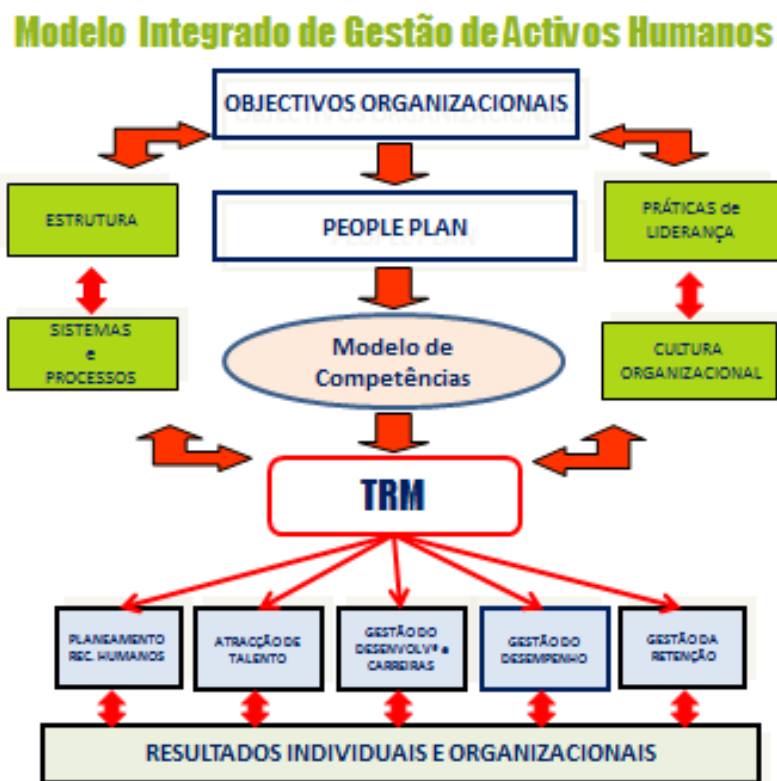 Modelo Integrado de Gestão de Activos Humanos
OBJECTIVOS ORGANIZACIONAIS
ESTRUTURA
PEOPLE PLAN
PRÁTICAS de
LIDERANÇA
SISTEMAS
e
PROCESSOS
Modelo de
Competências
CULTURA
ORGANIZACIONAL
TRM
PLANEAMENTO
REC. HUMANOS
ATRACÇÃO DE
TALENTO
GESTÃO DO
DESENVOLVº e
CARREIRAS
GESTÃO DO
DESEMPENHO
GESTÃO DA
RETENÇÃO
RESULTADOS INDIVIDUAIS E ORGANIZACIONAIS